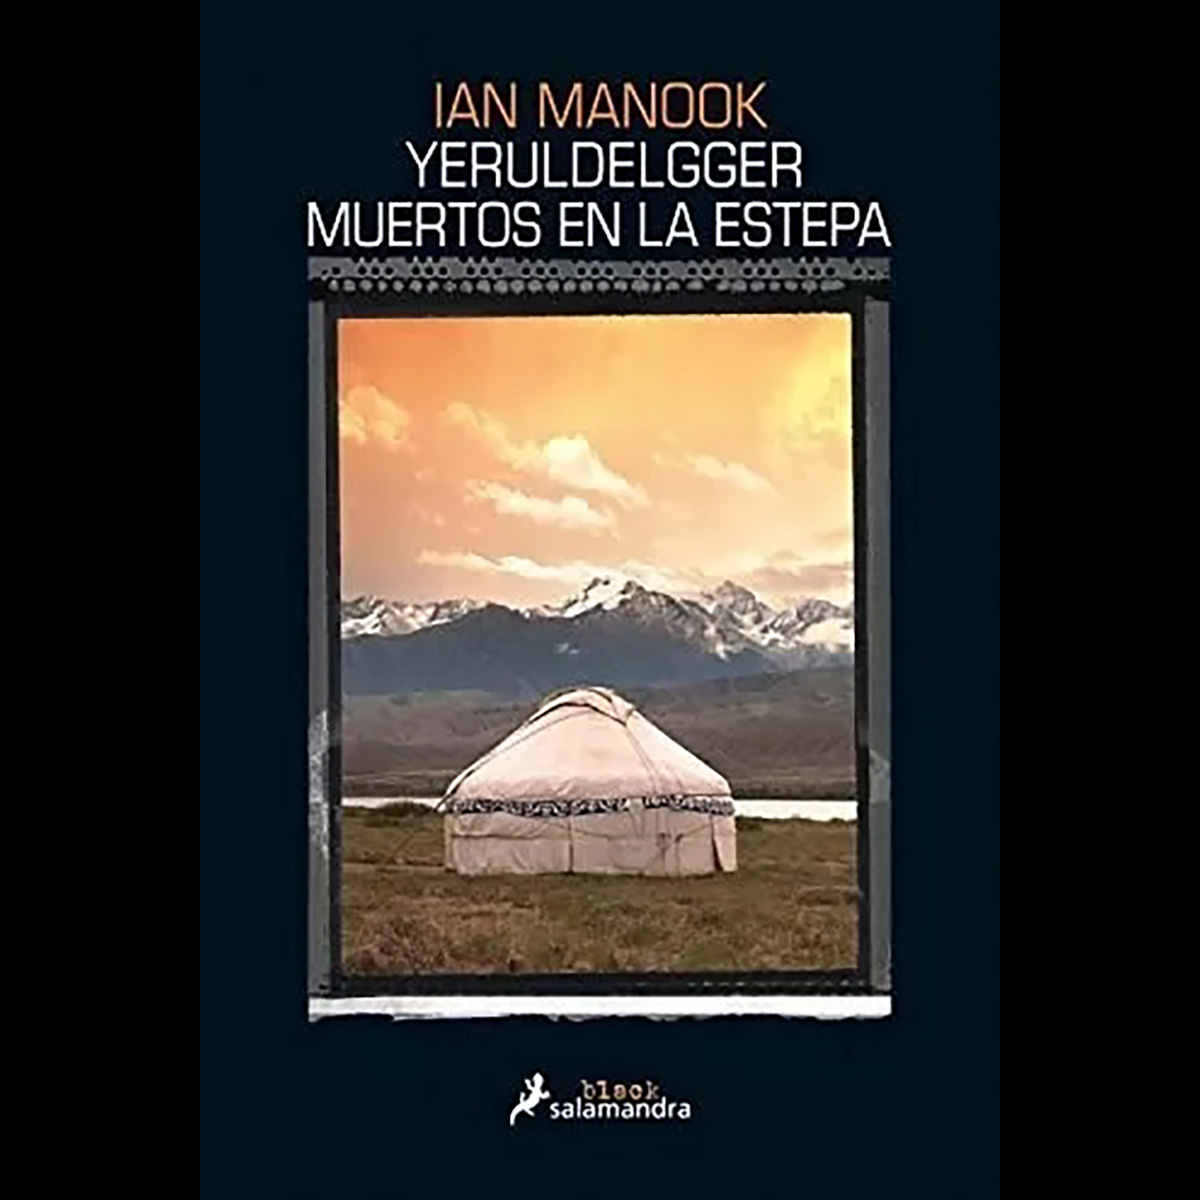 IAN MANOOK
YERULDELGGER
MUERTOS EN LA ESTEPA
black
salamandra